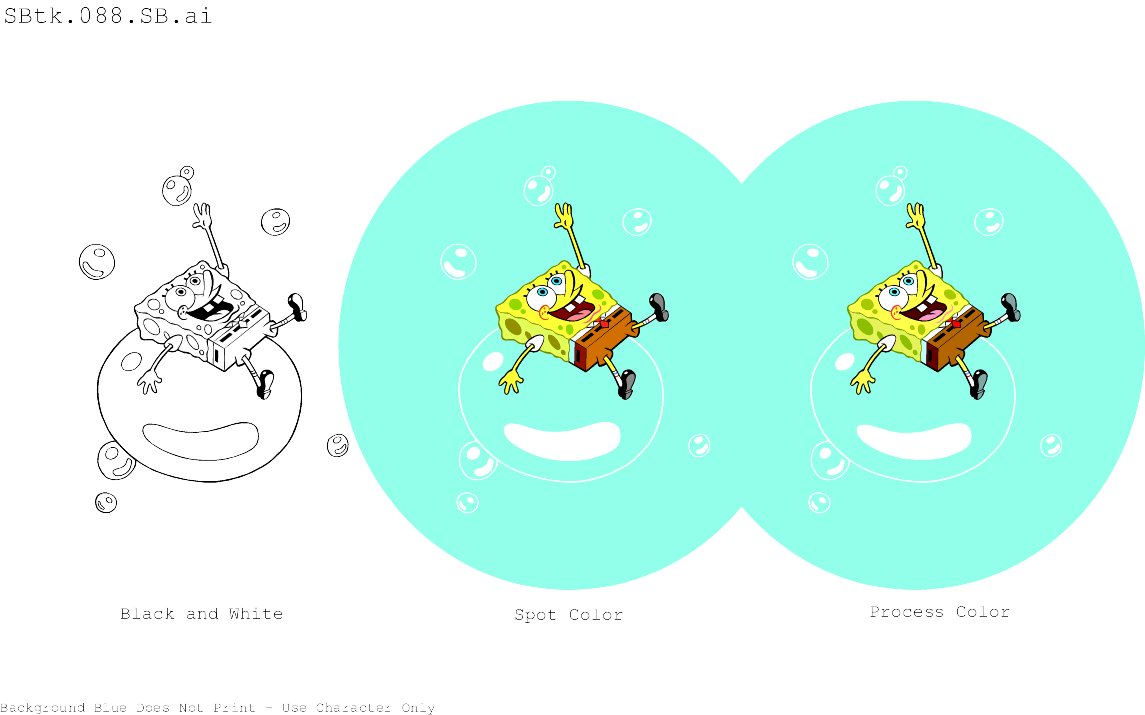 SBtk.088.SB.ai
Black and White
Spot Color
Process Color
Background Blue Does Not Print - Use Character Only